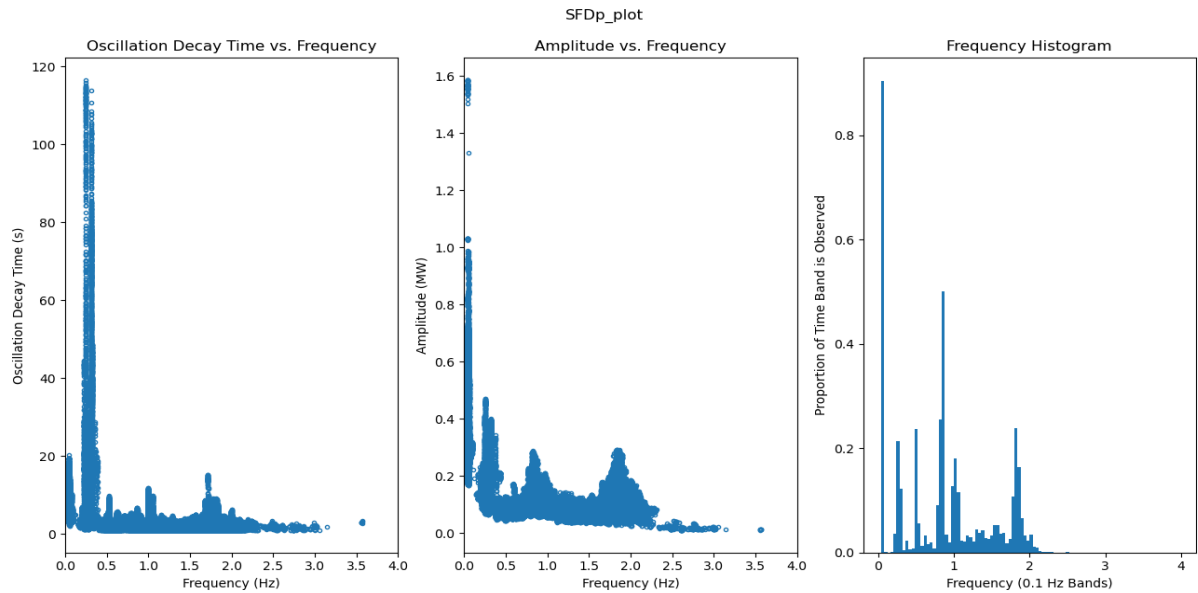 SFDp_plot
Oscillation Decay Time vs. Frequency
Oscillation Decay Time (s)
120
100
80
60
40
20
0
0.0 0.5 1.0 1.5 2.0 2.5 3.0 3.5 4.0
Frequency (Hz)
Amplitude vs. Frequency
Amplitude (MW)
1.6
1.4
1.2
1.0
0.8
0.6
0.4
0.2
0.0
0.0 0.5 1.0 1.5 2.0 2.5 3.0 3.5 4.0
Frequency (Hz)
Frequency Histogram
Proportion of Time Band is Observed
0.8
0.6
0.4
0.2
0.0
0 1 2 3 4
Frequency (0.1 Hz Bands)